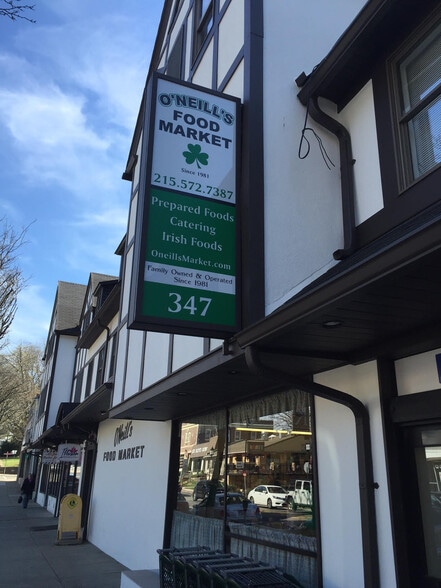 O'NEILL'S
FOOD
MARKET
Since 1981
215.572.7387
Prepared Foods
Catering
Irish Foods
OneillsMarket.com
Family Owned & Operated
Since 1981
347
O'Neill's
FOOD MARKET